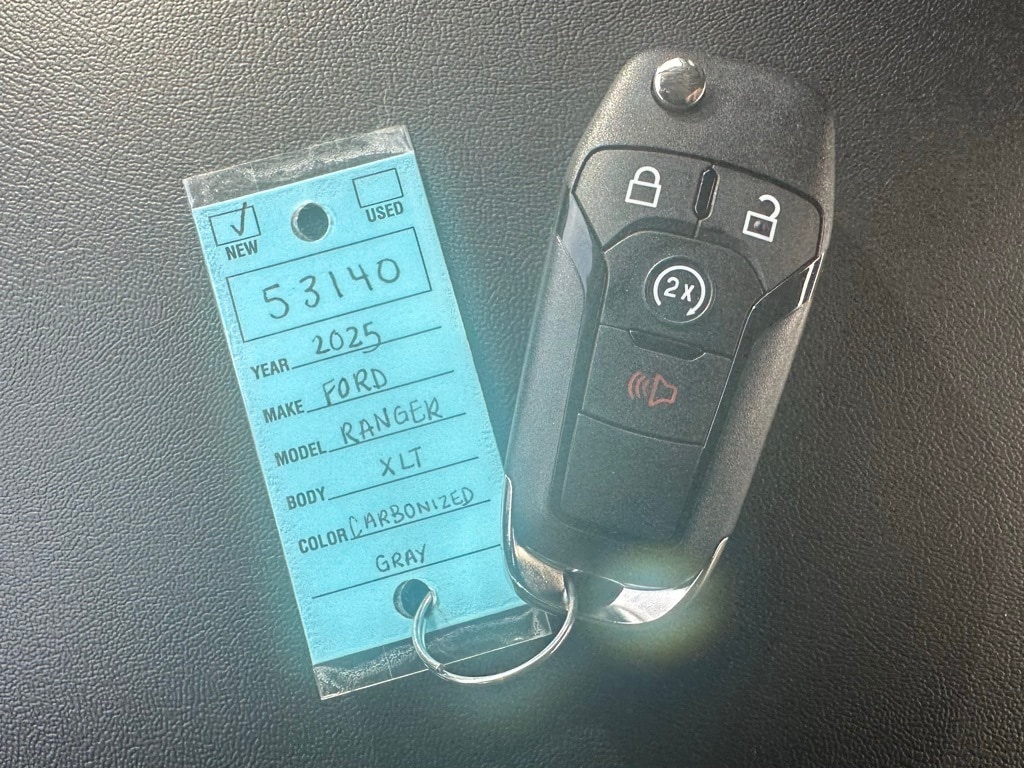 NEW
USED
53140
YEAR 2025
MAKE FORD
MODEL RANGER
BODY XLT
COLOR CARBONIZED
GRAY
2x